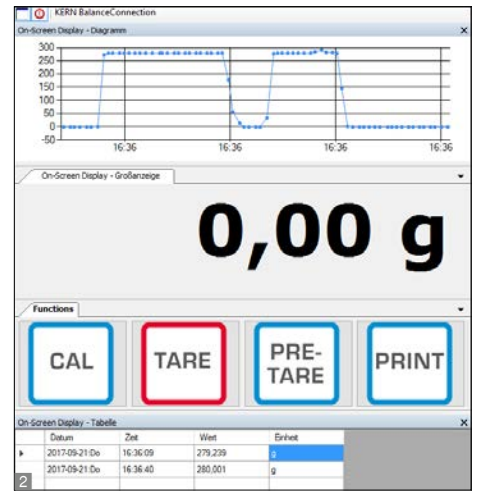 KERN BalanceConnection
On-Screen Display - Diagramm
300
250
200
150
100
50
0
-50
16:36 16:36 16:36 16:36
On-Screen Display - Großanzeige
0,00 g
Functions
CAL TARE PRE-TARE PRINT
On-Screen Display - Tabelle
Datum Zeit Wert Einheit
2017-09-21:Do 16:36:09 279,239 g
2017-09-21:Do 16:36:40 280,001 g
2